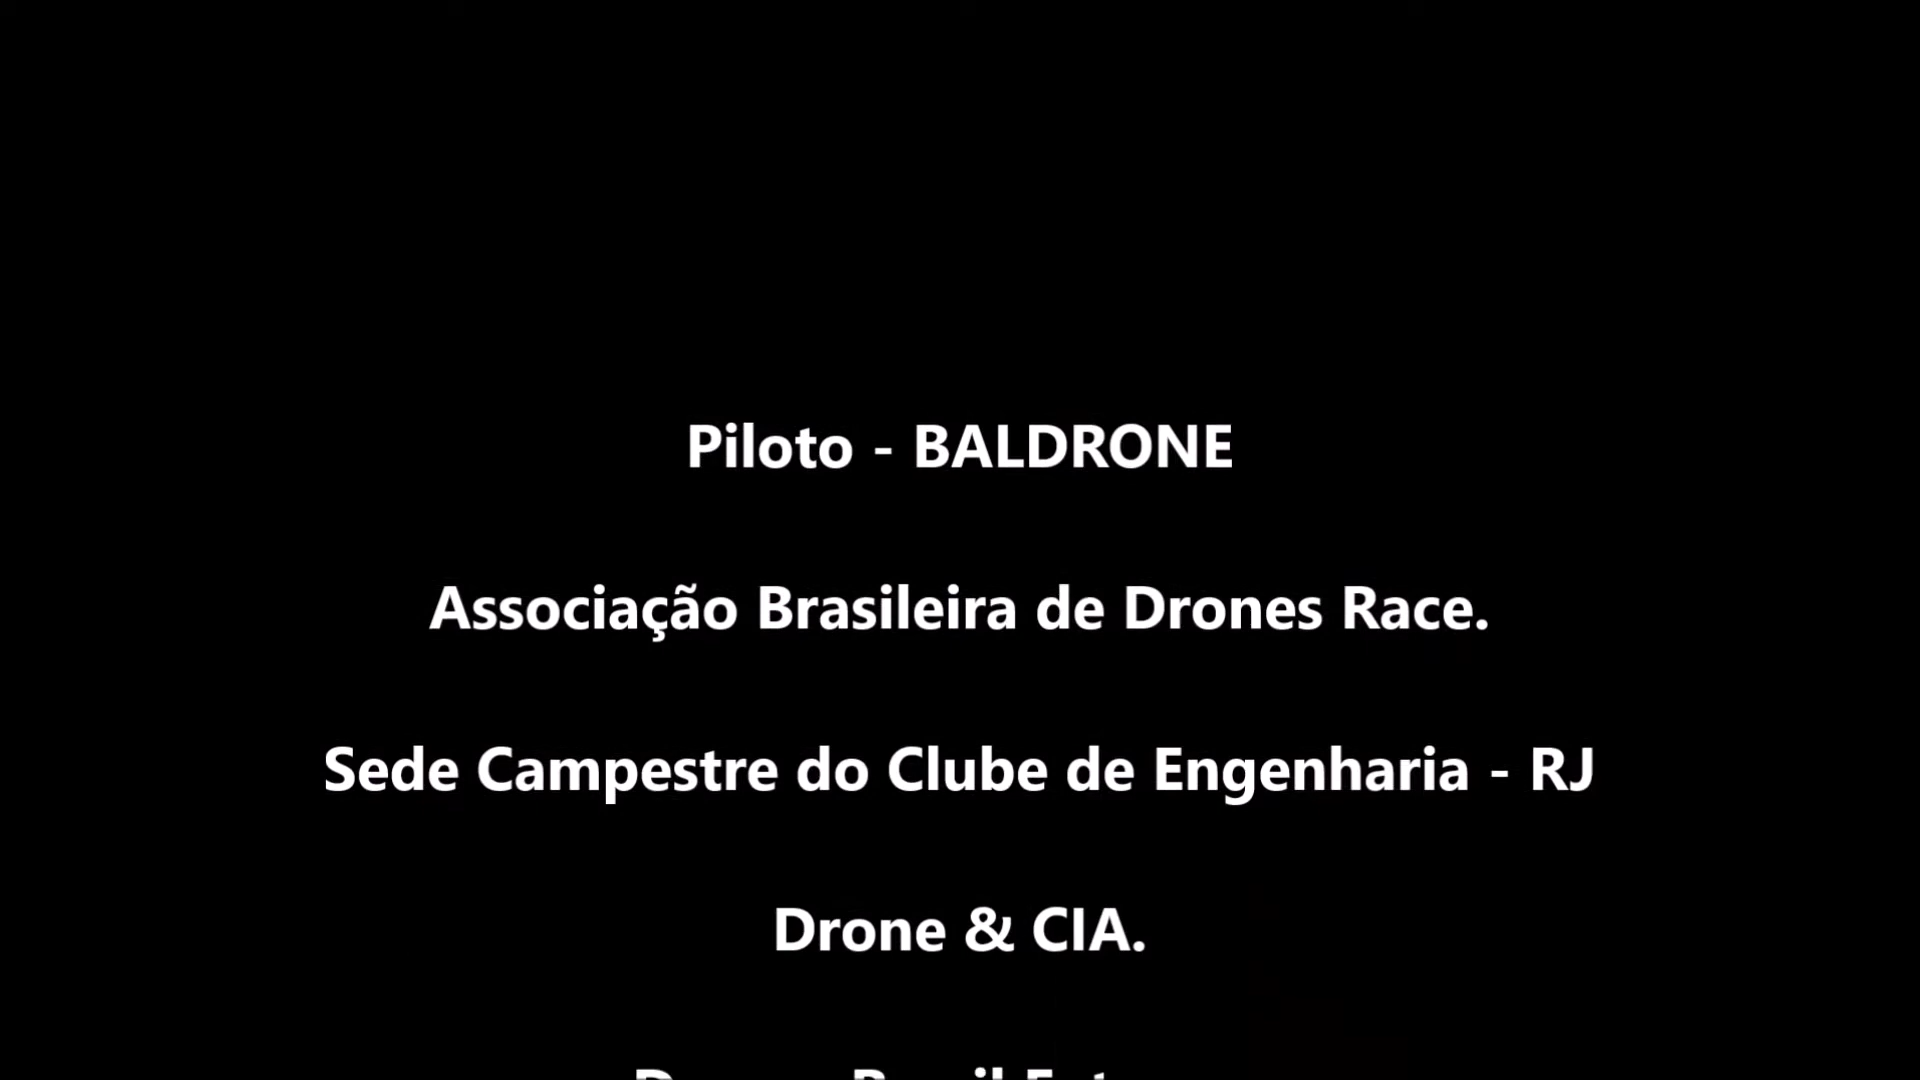 Piloto - BALDRONE
Associação Brasileira de Drones Race.
Sede Campestre do Clube de Engenharia - RJ
Drone & CIA.